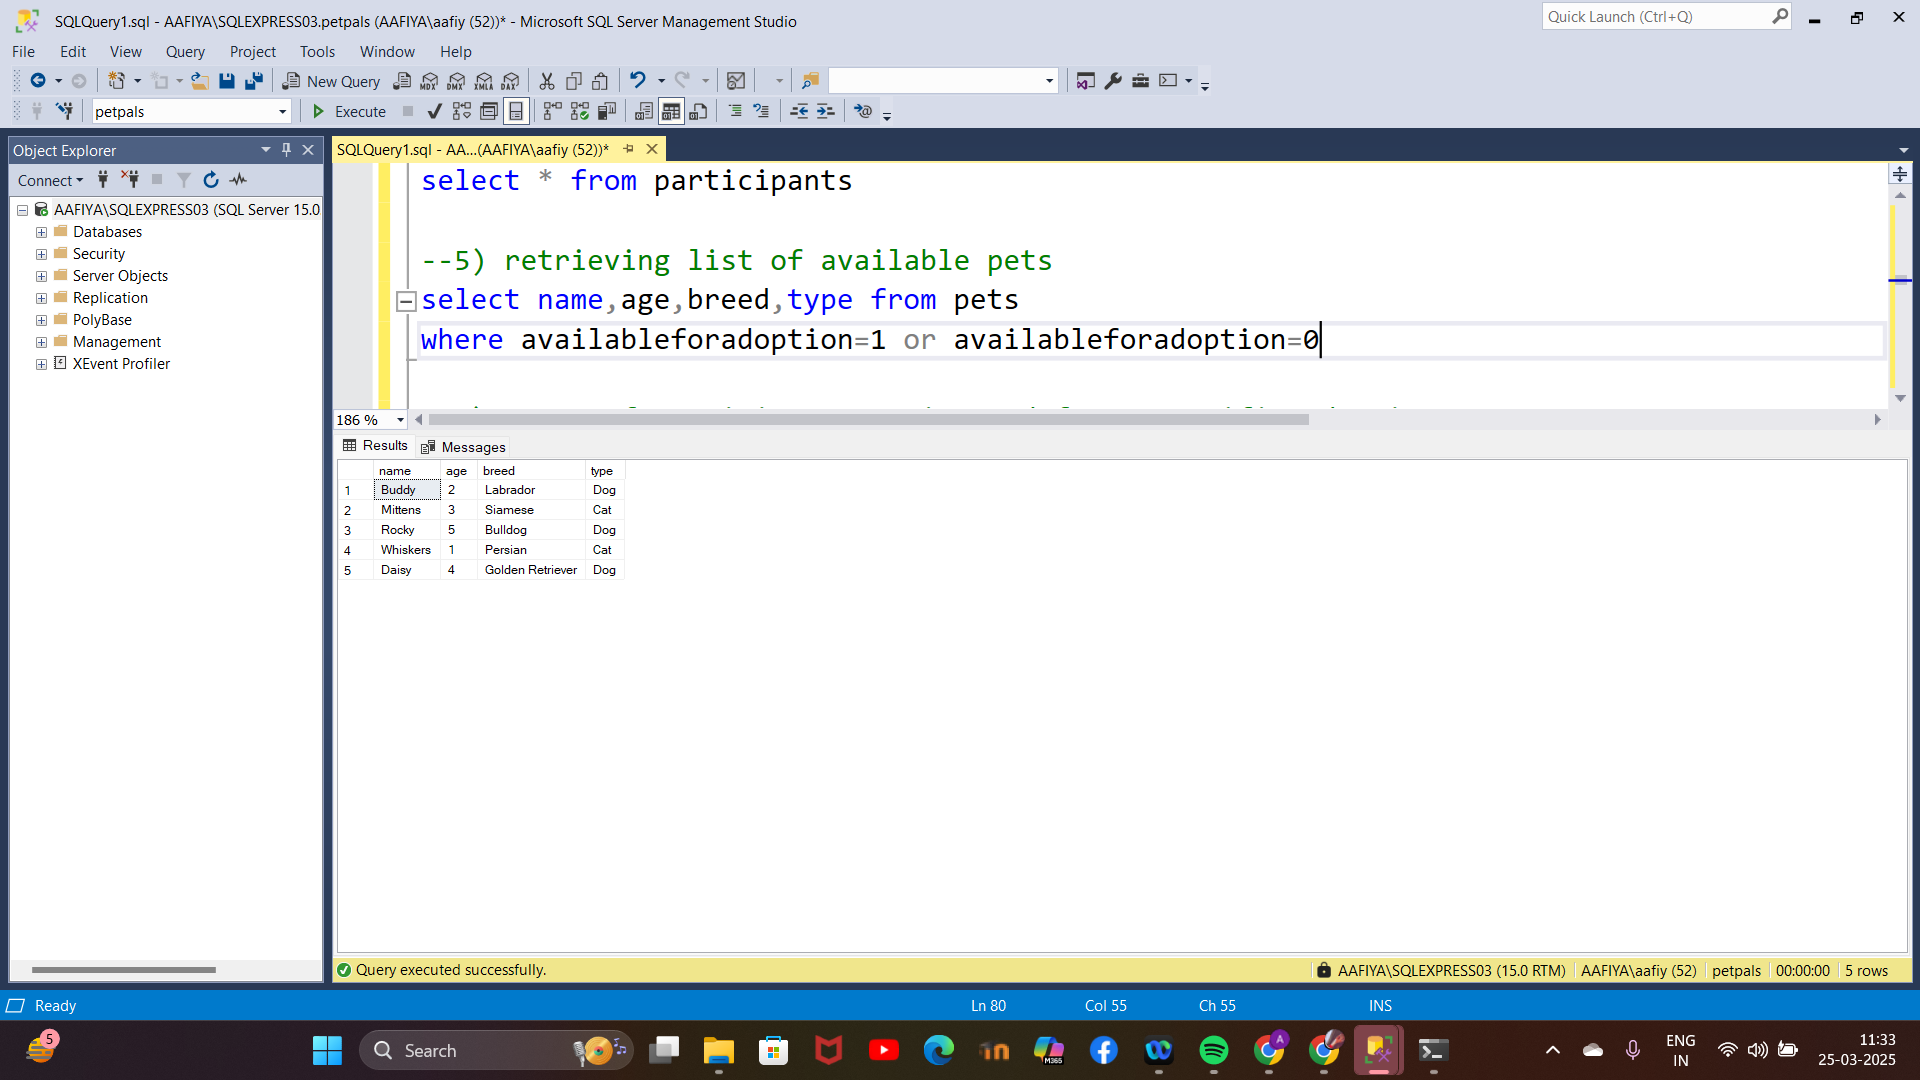 SQLQuery1.sql - AAFIYA\SQLEXPRESS03.petpals (AAFIYA\aafiy (52))* - Microsoft SQL Server Management Studio
Quick Launch (Ctrl+Q)
File Edit View Query Project Tools Window Help
New Query MDX DMX XMLA DAX
petpals Execute
Object Explorer
SQLQuery1.sql - AA...(AAFIYA\aafiy (52))*
Connect
AAFIYA\SQLEXPRESS03 (SQL Server 15.0
Databases
Security
Server Objects
Replication
PolyBase
Management
XEvent Profiler
select * from participants
--5) retrieving list of available pets
select name,age,breed,type from pets
where availableforadoption=1 or availableforadoption=0
186 %
Results Messages
name age breed type
1 Buddy 2 Labrador Dog
2 Mittens 3 Siamese Cat
3 Rocky 5 Bulldog Dog
4 Whiskers 1 Persian Cat
5 Daisy 4 Golden Retriever Dog
Query executed successfully. AAFIYA\SQLEXPRESS03 (15.0 RTM) AAFIYA\aafiy (52) petpals 00:00:00 5 rows
Ready Ln 80 Col 55 Ch 55 INS
5 Search M365 A ENG
IN
11:33
25-03-2025